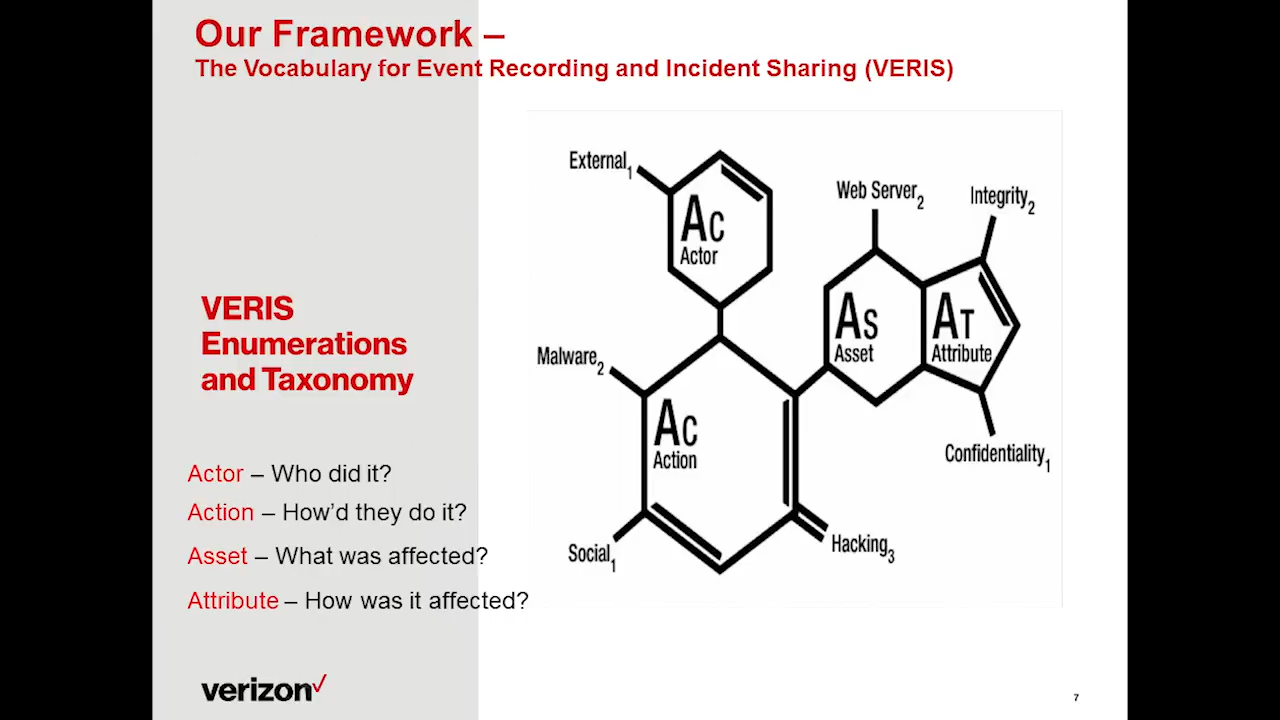 Our Framework –
The Vocabulary for Event Recording and Incident Sharing (VERIS)
VERIS
Enumerations
and Taxonomy
Actor – Who did it?
Action – How’d they do it?
Asset – What was affected?
Attribute – How was it affected?
External1
Ac
Actor
Web Server2
Integrity2
As
Asset
At
Attribute
Malware2
Ac
Action
Confidentiality1
Social1
Hacking3
verizon✓
7